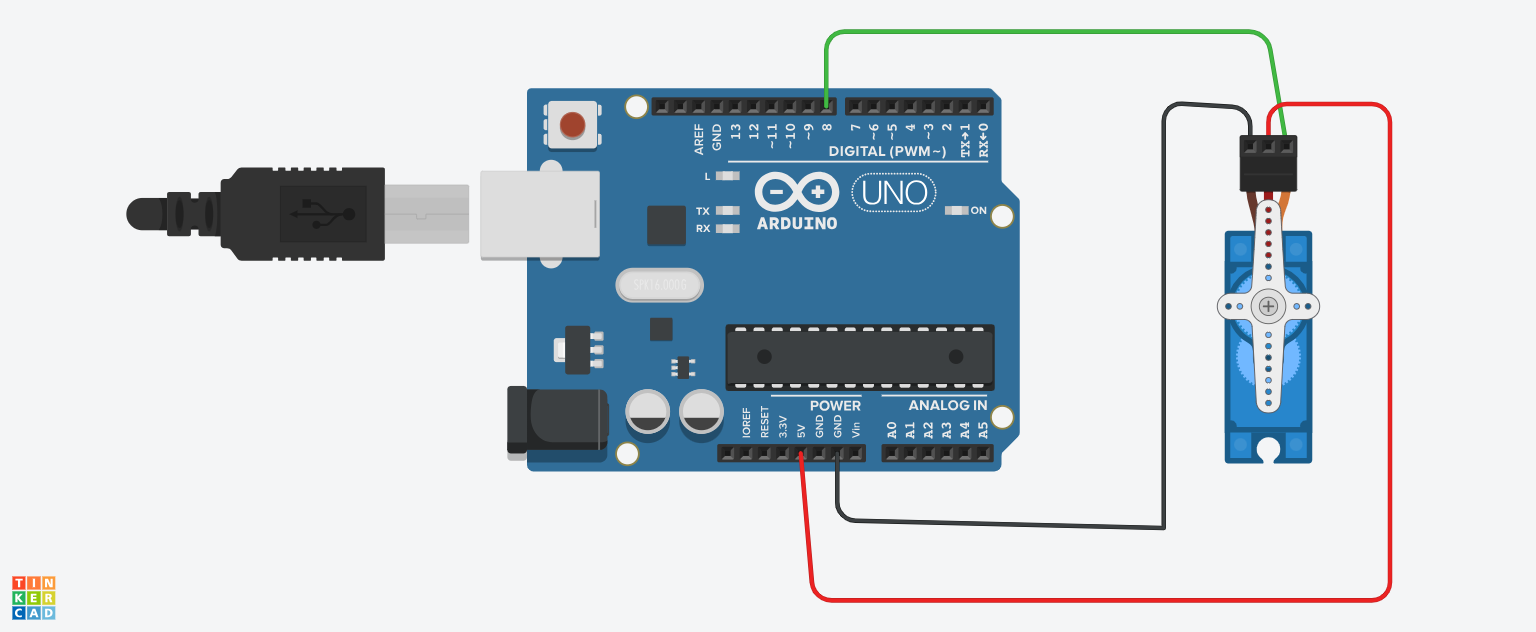 AREF
GND
13
12
~11
~10
~9
8
7
~6
~5
4
~3
2
TX→1
RX←0
DIGITAL (PWM~)
L
TX
RX
ARDUINO
UNO
ON
SPK16.000G
POWER
ANALOG IN
IOREF
RESET
3.3V
5V
GND
GND
Vin
A0
A1
A2
A3
A4
A5
TIN
KER
CAD